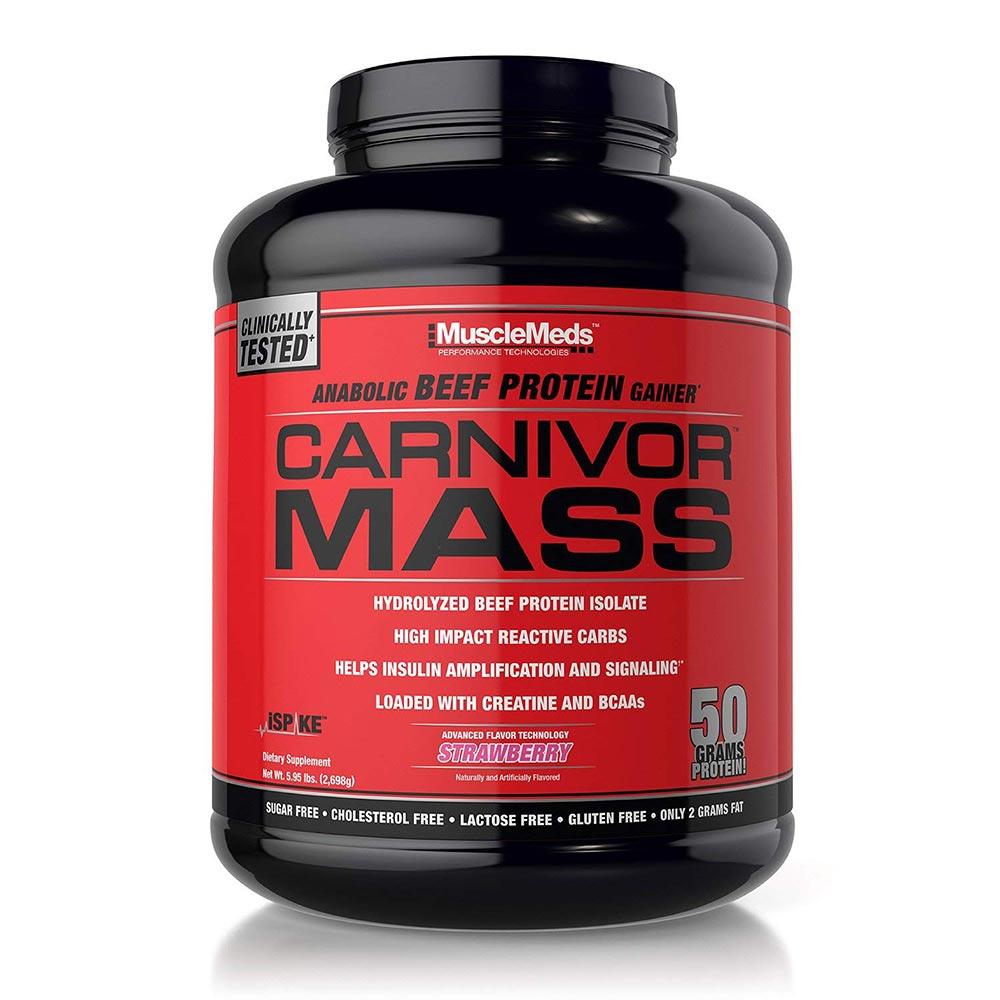 CLINICALLY
TESTED+
MuscleMeds™
PERFORMANCE TECHNOLOGIES
ANABOLIC BEEF PROTEIN GAINER*
CARNIVOR™
MASS
HYDROLYZED BEEF PROTEIN ISOLATE
HIGH IMPACT REACTIVE CARBS
HELPS INSULIN AMPLIFICATION AND SIGNALING**
LOADED WITH CREATINE AND BCAAs
iSPIKE™
Dietary Supplement
Net Wt. 5.95 lbs. (2,698g)
ADVANCED FLAVOR TECHNOLOGY
STRAWBERRY
Naturally and Artificially Flavored
50
GRAMS
PROTEIN!
SUGAR FREE • CHOLESTEROL FREE • LACTOSE FREE • GLUTEN FREE • ONLY 2 GRAMS FAT